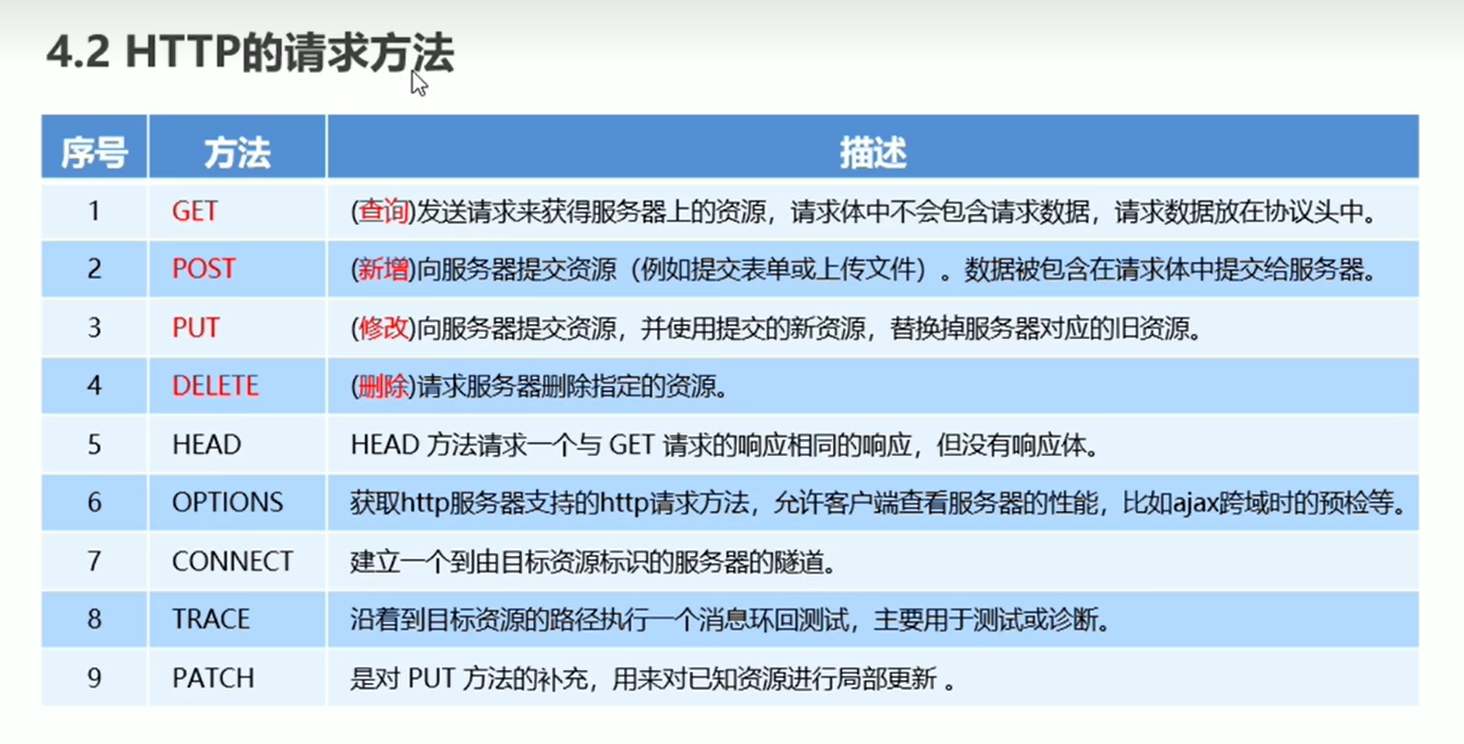 4.2 HTTP的请求方法
序号 方法 描述
1 GET (查询)发送请求来获得服务器上的资源，请求体中不会包含请求数据，请求数据放在协议头中。
2 POST (新增)向服务器提交资源（例如提交表单或上传文件）。数据被包含在请求体中提交给服务器。
3 PUT (修改)向服务器提交资源，并使用提交的新资源，替换掉服务器对应的旧资源。
4 DELETE (删除)请求服务器删除指定的资源。
5 HEAD HEAD 方法请求一个与 GET 请求的响应相同的响应，但没有响应体。
6 OPTIONS 获取http服务器支持的http请求方法，允许客户端查看服务器的性能，比如ajax跨域时的预检等。
7 CONNECT 建立一个到由目标资源标识的服务器的隧道。
8 TRACE 沿着到目标资源的路径执行一个消息环回测试，主要用于测试或诊断。
9 PATCH 是对 PUT 方法的补充，用来对已知资源进行局部更新 。